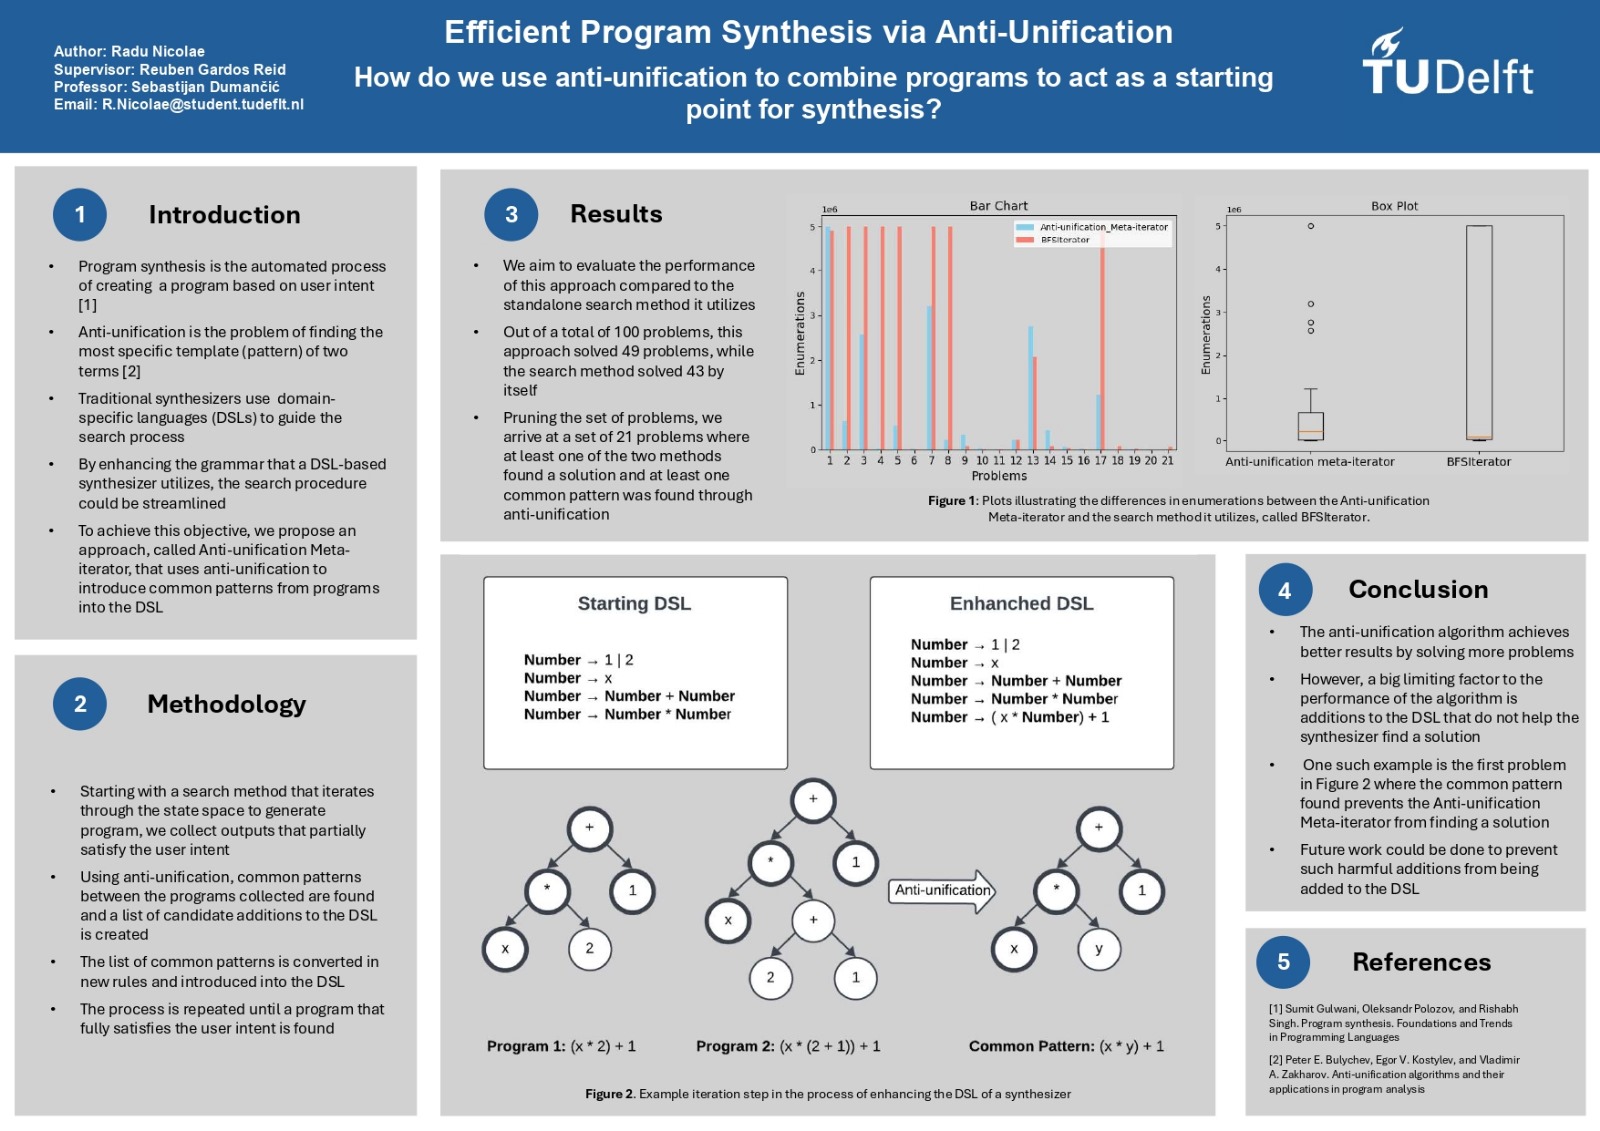 Efficient Program Synthesis via Anti-Unification
How do we use anti-unification to combine programs to act as a starting
point for synthesis?
Author: Radu Nicolae
Supervisor: Reuben Gardos Reid
Professor: Sebastijan Dumančić
Email: R.Nicolae@student.tudeflt.nl
TUDelft
1
Introduction
• Program synthesis is the automated process
of creating a program based on user intent
[1]
• Anti-unification is the problem of finding the
most specific template (pattern) of two
terms [2]
• Traditional synthesizers use domain-
specific languages (DSLs) to guide the
search process
• By enhancing the grammar that a DSL-based
synthesizer utilizes, the search procedure
could be streamlined
• To achieve this objective, we propose an
approach, called Anti-unification Meta-
iterator, that uses anti-unification to
introduce common patterns from programs
into the DSL
2
Methodology
• Starting with a search method that iterates
through the state space to generate
program, we collect outputs that partially
satisfy the user intent
• Using anti-unification, common patterns
between the programs collected are found
and a list of candidate additions to the DSL
is created
• The list of common patterns is converted in
new rules and introduced into the DSL
• The process is repeated until a program that
fully satisfies the user intent is found
3
Results
• We aim to evaluate the performance
of this approach compared to the
standalone search method it utilizes
• Out of a total of 100 problems, this
approach solved 49 problems, while
the search method solved 43 by
itself
• Pruning the set of problems, we
arrive at a set of 21 problems where
at least one of the two methods
found a solution and at least one
common pattern was found through
anti-unification
Bar Chart
1e6
Anti-unification_Meta-iterator
BFSIterator
5
4
3
2
1
0
Enumerations
1 2 3 4 5 6 7 8 9 10 11 12 13 14 15 16 17 18 19 20 21
Problems
Box Plot
1e6
5
4
3
2
1
0
Enumerations
Anti-unification meta-iterator BFSIterator
Figure 1: Plots illustrating the differences in enumerations between the Anti-unification
Meta-iterator and the search method it utilizes, called BFSIterator.
Starting DSL
Number → 1 | 2
Number → x
Number → Number + Number
Number → Number * Number
Enhanched DSL
Number → 1 | 2
Number → x
Number → Number + Number
Number → Number * Number
Number → ( x * Number) + 1
+
* 1
x 2
+
* 1
x +
2 1
Anti-unification
+
* 1
x y
Program 1: (x * 2) + 1
Program 2: (x * (2 + 1)) + 1
Common Pattern: (x * y) + 1
Figure 2. Example iteration step in the process of enhancing the DSL of a synthesizer
4
Conclusion
• The anti-unification algorithm achieves
better results by solving more problems
• However, a big limiting factor to the
performance of the algorithm is
additions to the DSL that do not help the
synthesizer find a solution
• One such example is the first problem
in Figure 2 where the common pattern
found prevents the Anti-unification
Meta-iterator from finding a solution
• Future work could be done to prevent
such harmful additions from being
added to the DSL
5
References
[1] Sumit Gulwani, Oleksandr Polozov, and Rishabh
Singh. Program synthesis. Foundations and Trends
in Programming Languages
[2] Peter E. Bulychev, Egor V. Kostylev, and Vladimir
A. Zakharov. Anti-unification algorithms and their
applications in program analysis